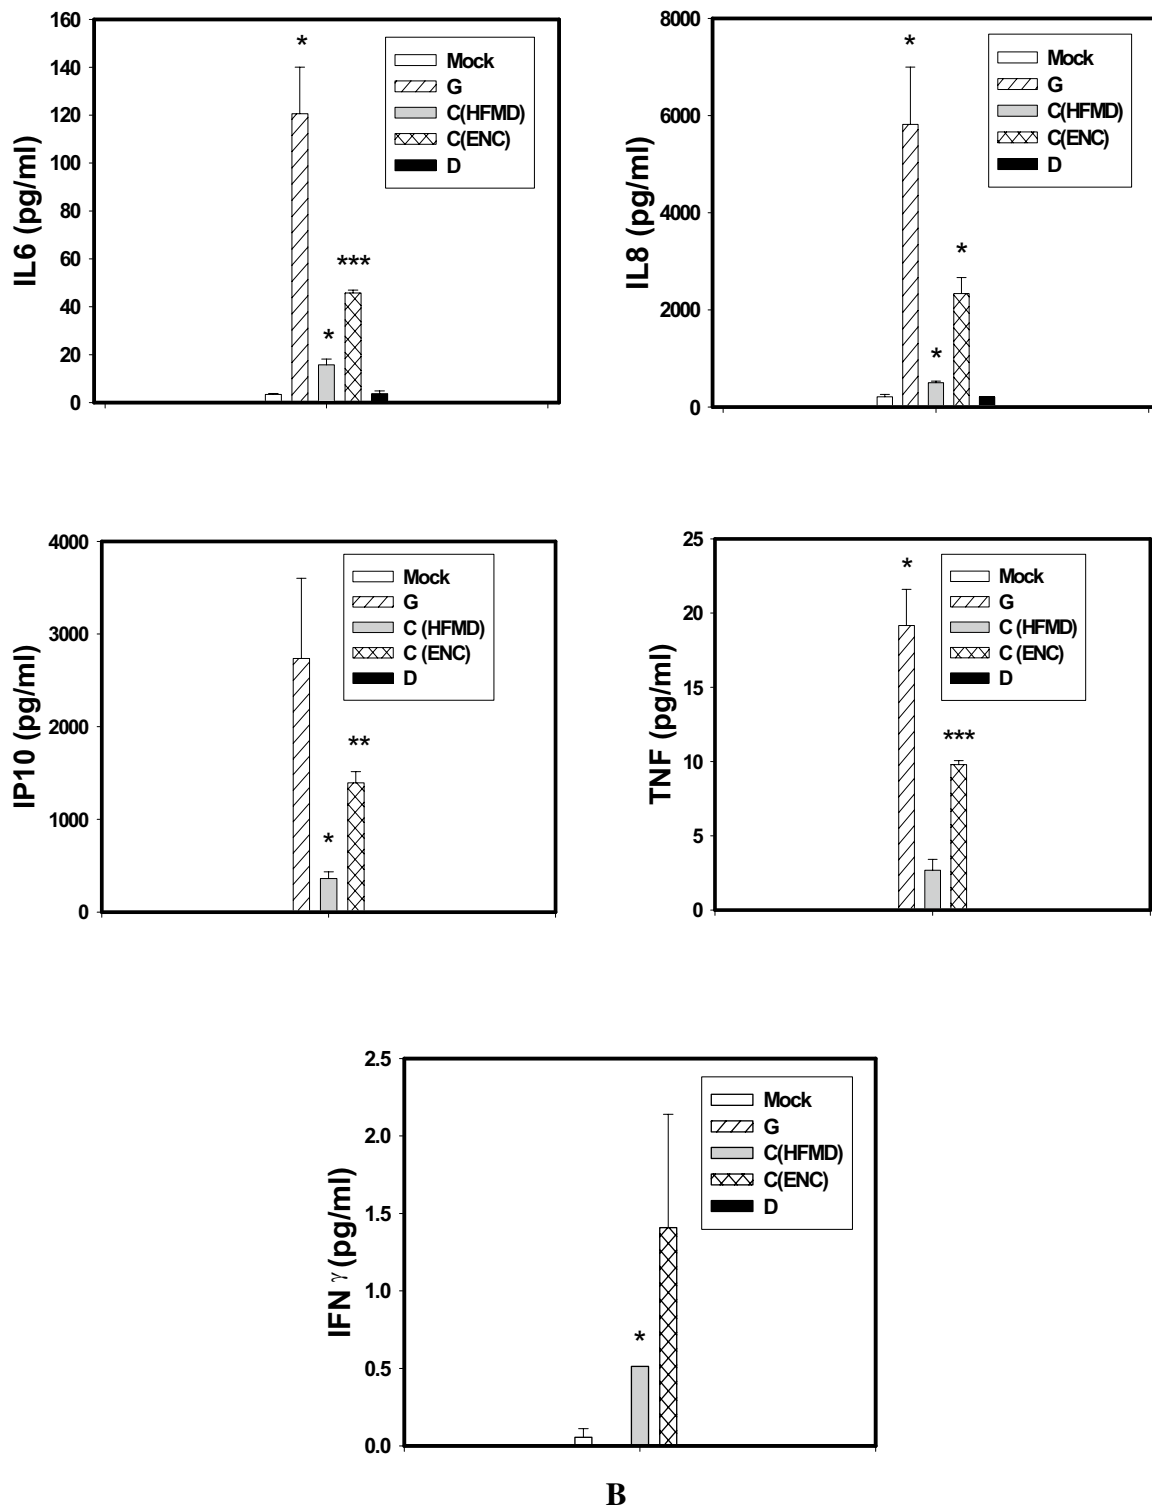 IL6 (pg/ml)
160
140
120
100
80
60
40
20
0
*
*
***
Mock
G
C(HFMD)
C(ENC)
D
IL8 (pg/ml)
8000
6000
4000
2000
0
*
*
*
Mock
G
C(HFMD)
C(ENC)
D
IP10 (pg/ml)
4000
3000
2000
1000
0
*
**
Mock
G
C (HFMD)
C (ENC)
D
TNF (pg/ml)
25
20
15
10
5
0
*
***
Mock
G
C (HFMD)
C (ENC)
D
IFN γ (pg/ml)
2.5
2.0
1.5
1.0
0.5
0.0
*
Mock
G
C(HFMD)
C(ENC)
D
B